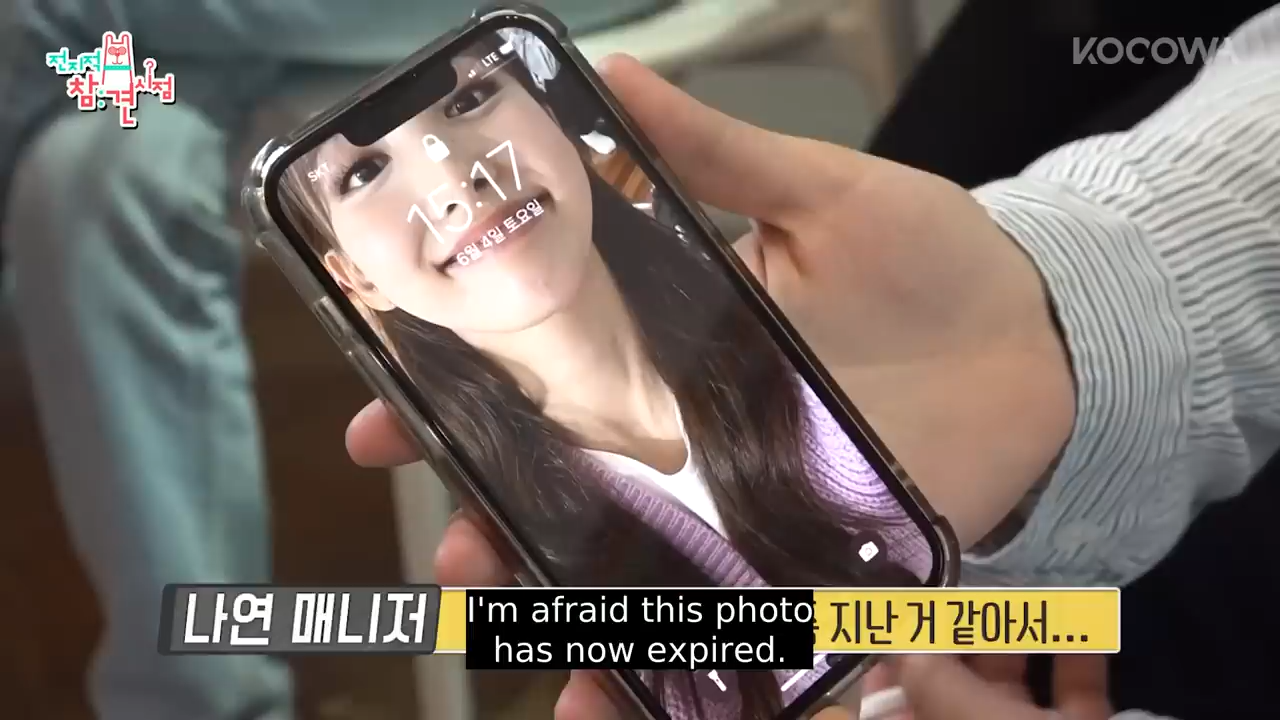 전지적
참견시점
KOCOWA
LTE
SKT
15:17
6월 4일 토요일
나연 매니저
지난 거 같아서...
I'm afraid this photo
has now expired.